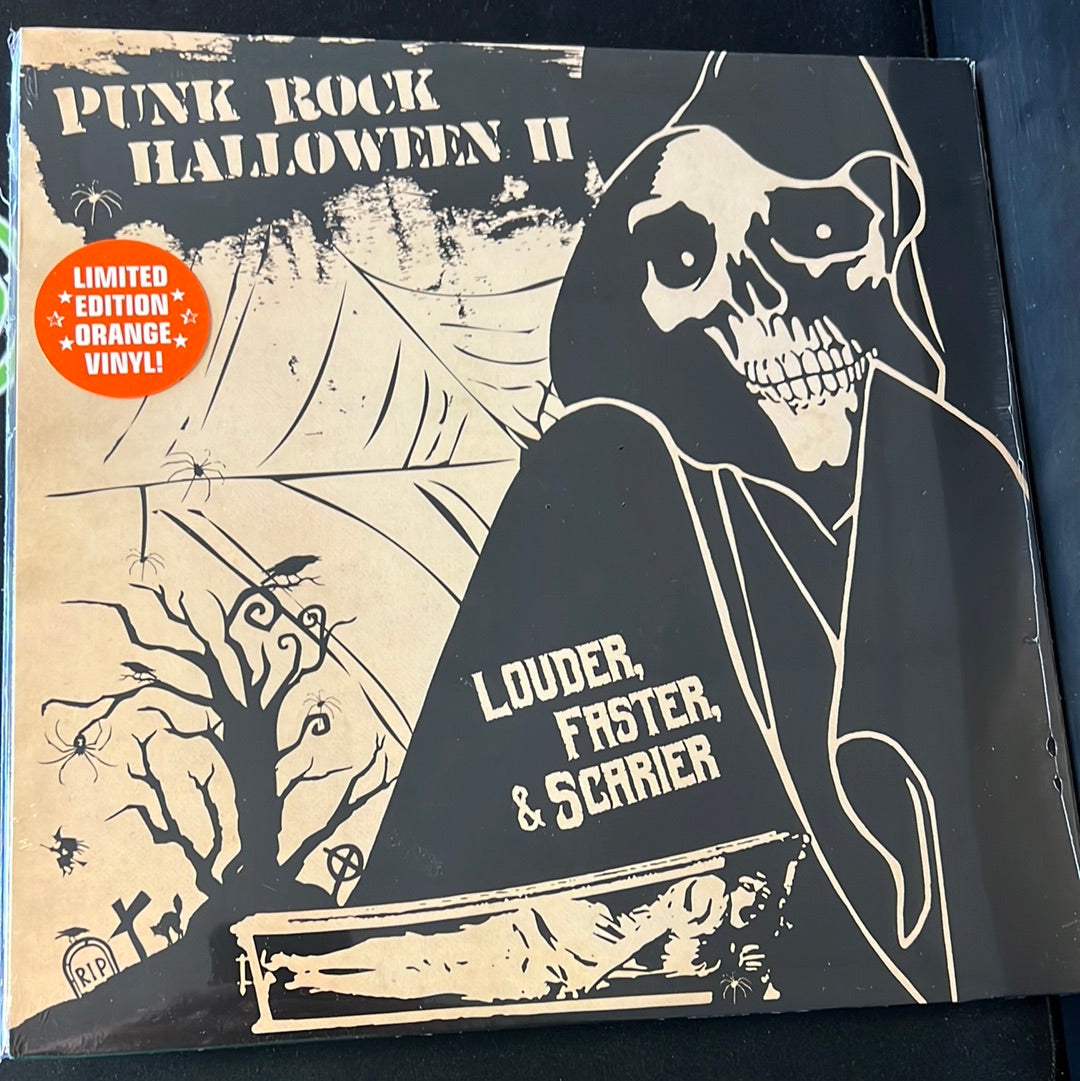 PUNK ROCK
HALLOWEEN II
LIMITED
EDITION
ORANGE
VINYL!
LOUDER,
FASTER,
& SCARIER
RIP